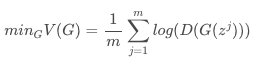 $min_G V(G) = \frac{1}{m} \sum_{j=1}^{m} log(D(G(z^j)))$